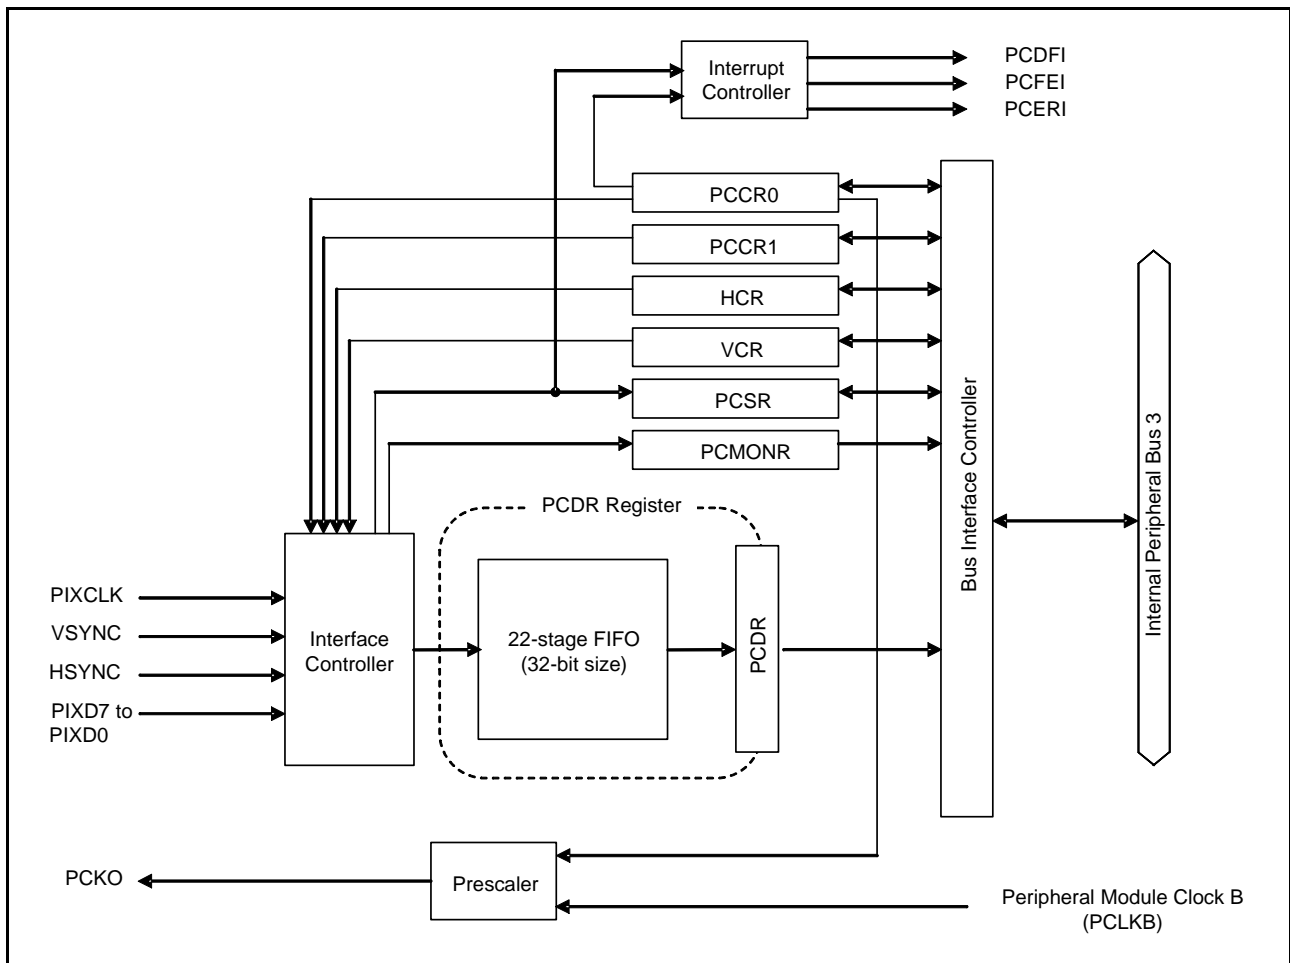 Interrupt
Controller
PCDFI
PCFEI
PCERI
PCCR0
PCCR1
HCR
VCR
PCSR
PCMONR
Bus Interface Controller
Internal Peripheral Bus 3
PCDR Register
PIXCLK
VSYNC
HSYNC
PIXD7 to
PIXD0
Interface
Controller
22-stage FIFO
(32-bit size)
PCDR
PCKO
Prescaler
Peripheral Module Clock B
(PCLKB)